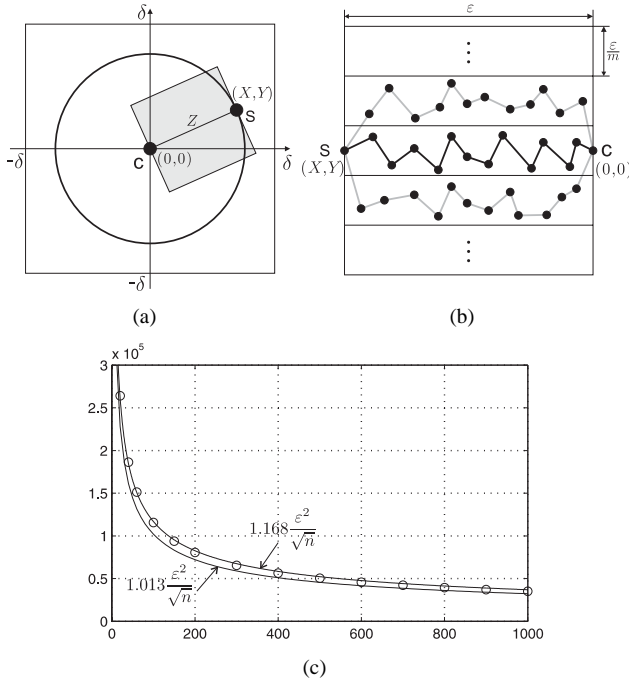 δ
(X,Y)
S
Z
C
(0,0)
-δ
δ
-δ
(a)
ε
ε/m
S
(X,Y)
C
(0,0)
(b)
x 10^5
3
2.5
2
1.5
1
0.5
0
0 200 400 600 800 1000
1.168 ε²/√n
1.013 ε²/√n
(c)